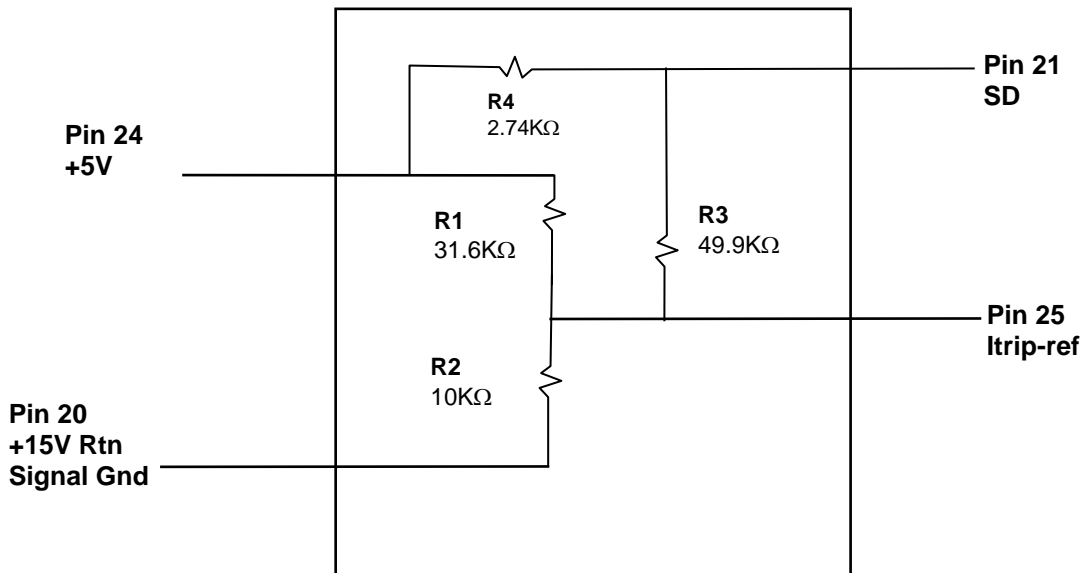 Pin 21
SD
R4
2.74KΩ
Pin 24
+5V
R1
31.6KΩ
R3
49.9KΩ
Pin 25
Itrip-ref
R2
10KΩ
Pin 20
+15V Rtn
Signal Gnd